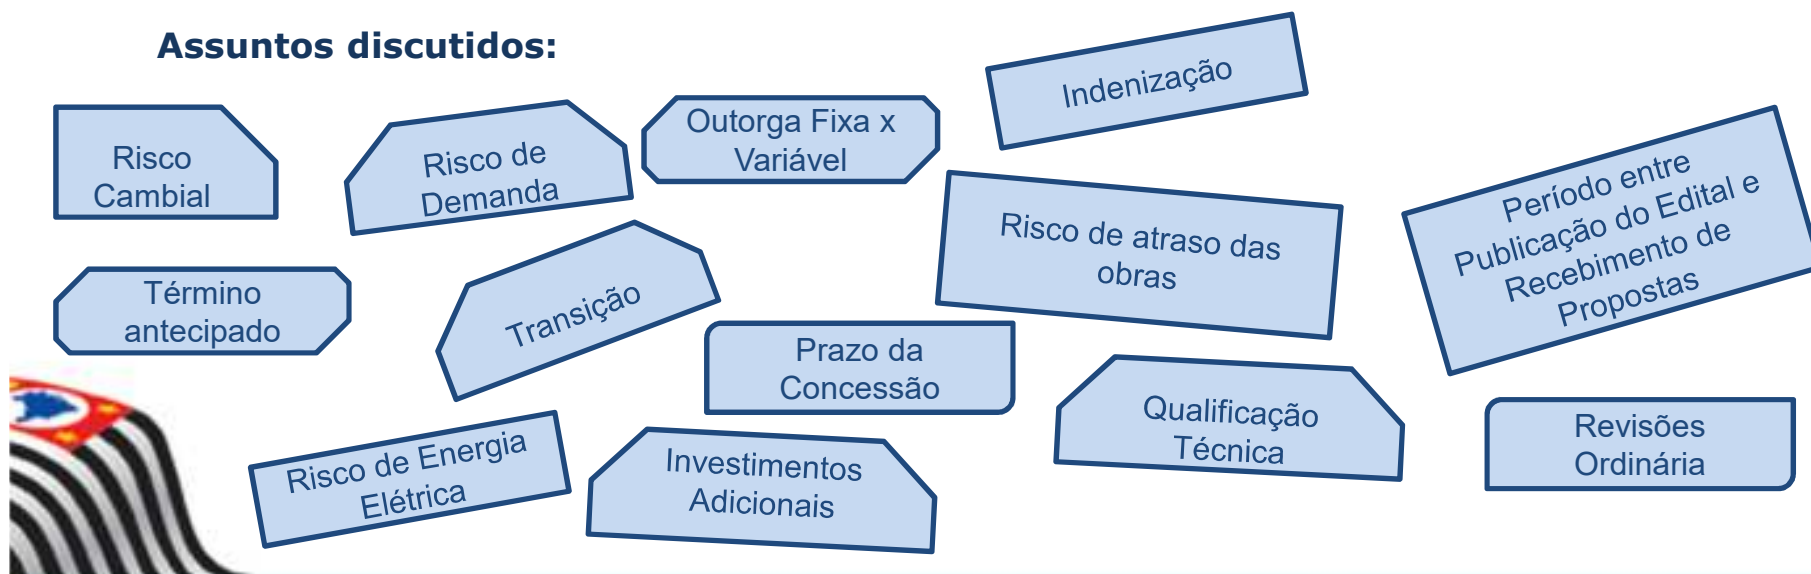 Assuntos discutidos:
Indenização
Risco
Cambial
Risco de
Demanda
Outorga Fixa x
Variável
Período entre
Publicação do Edital e
Recebimento de
Propostas
Risco de atraso das
obras
Término
antecipado
Transição
Prazo da
Concessão
Qualificação
Técnica
Revisões
Ordinária
Risco de Energia
Elétrica
Investimentos
Adicionais